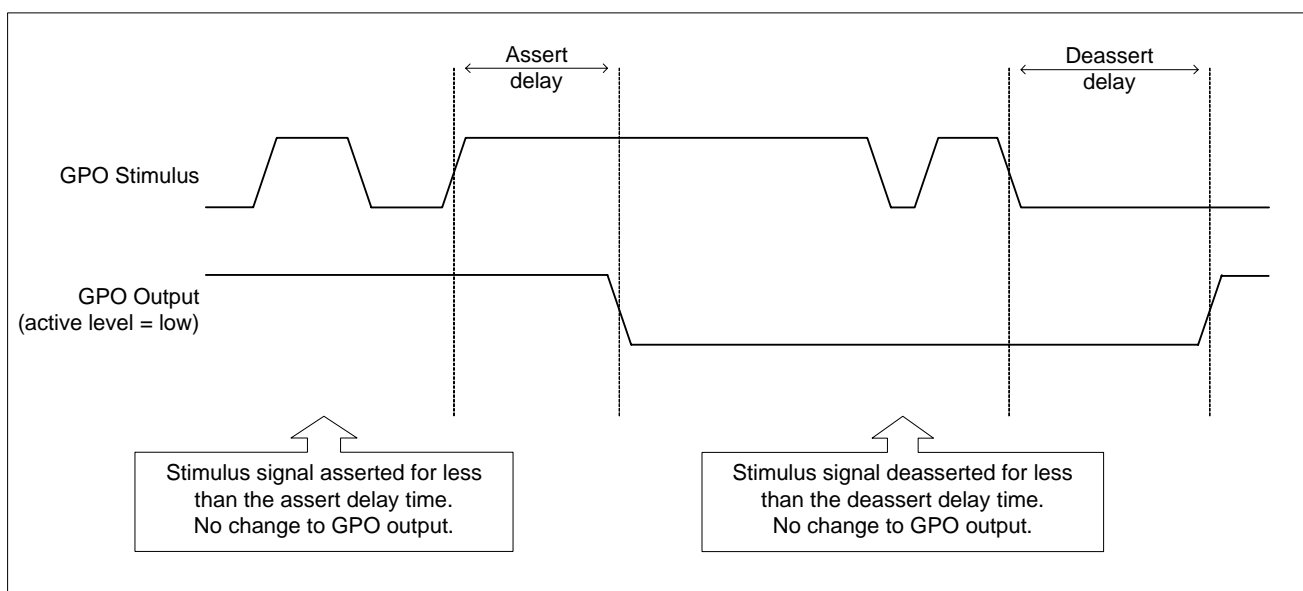 Assert
delay
Deassert
delay
GPO Stimulus
GPO Output
(active level = low)
Stimulus signal asserted for less
than the assert delay time.
No change to GPO output.
Stimulus signal deasserted for less
than the deassert delay time.
No change to GPO output.